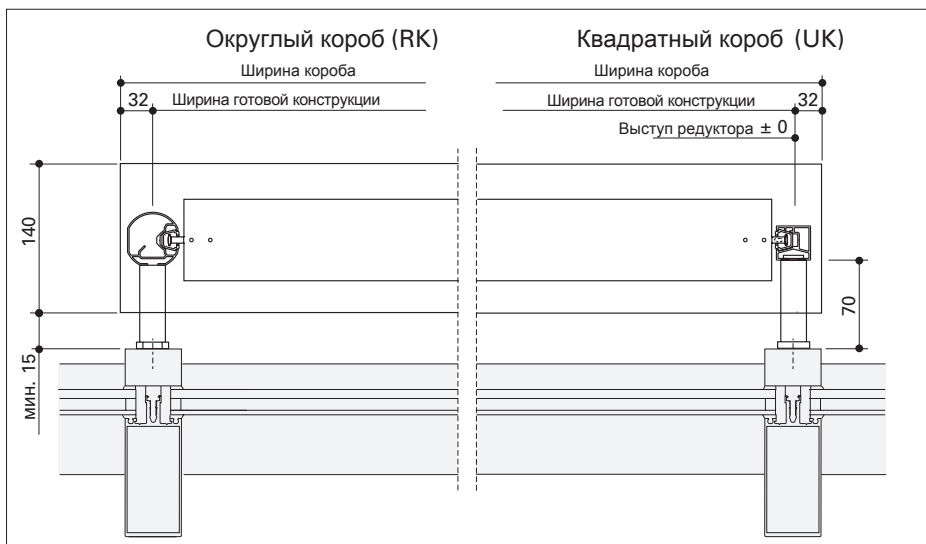 Округлый короб (RK)
Квадратный короб (UK)
Ширина короба
Ширина короба
32
Ширина готовой конструкции
Ширина готовой конструкции
32
Выступ редуктора ± 0
140
70
мин. 15